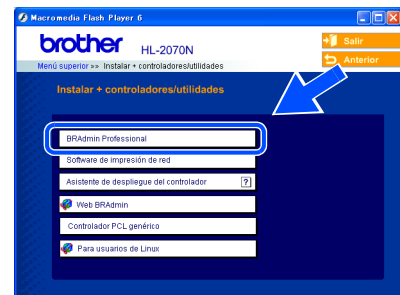 Macromedia Flash Player 6
brother HL-2070N
Salir
Menú superior >> Instalar + controladores/utilidades
Anterior
Instalar + controladores/utilidades
BRAdmin Professional
Software de impresión de red
Asistente de despliegue del controlador ?
Web BRAdmin
Controlador PCL genérico
Para usuarios de Linux